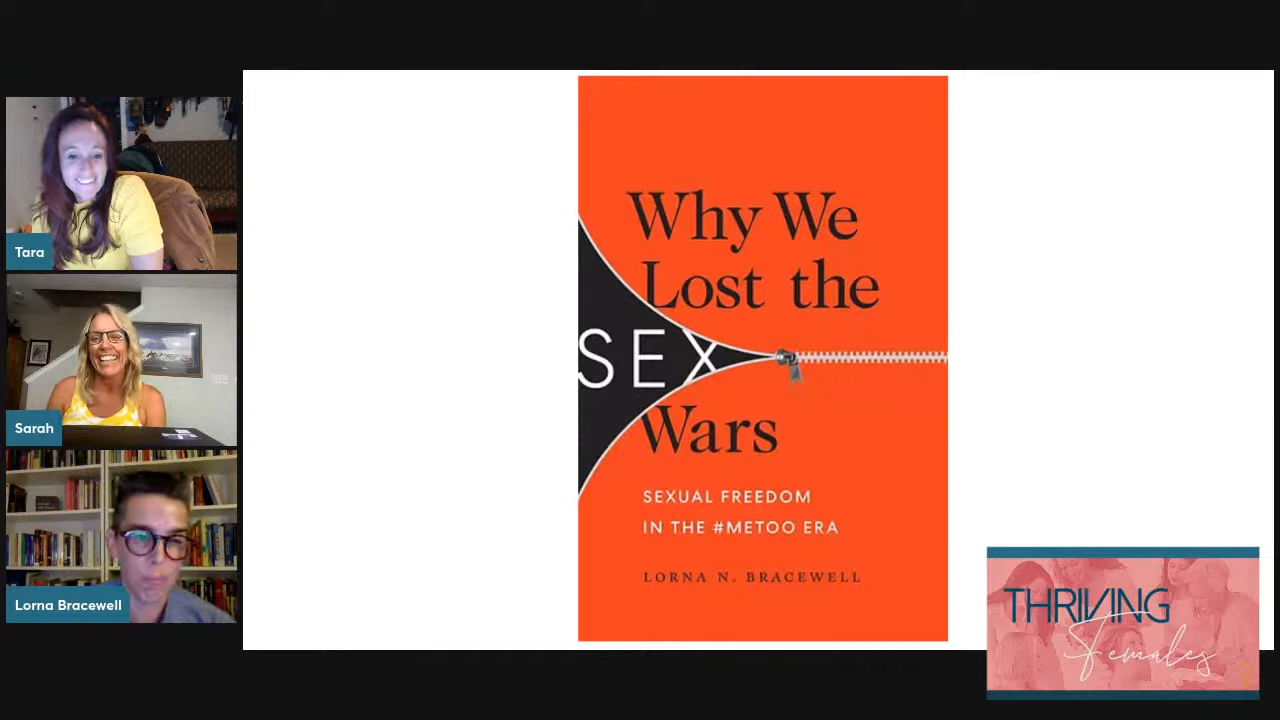 Tara
Sarah
Lorna Bracewell
Why We
Lost the
SEX
Wars
SEXUAL FREEDOM
IN THE #METOO ERA
LORNA N. BRACEWELL
THRIVING
Females